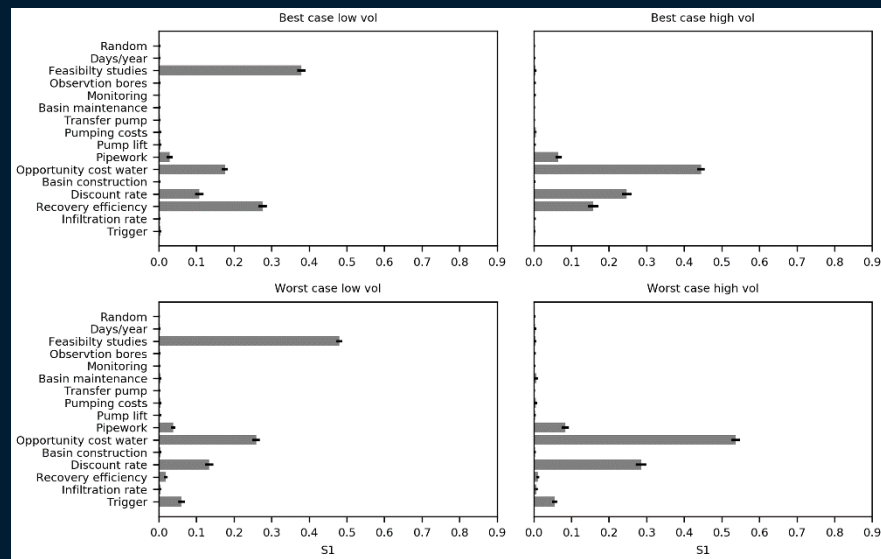 Best case low vol
Best case high vol
Random
Days/year
Feasibilty studies
Observtion bores
Monitoring
Basin maintenance
Transfer pump
Pumping costs
Pump lift
Pipework
Opportunity cost water
Basin construction
Discount rate
Recovery efficiency
Infiltration rate
Trigger
0.0 0.1 0.2 0.3 0.4 0.5 0.6 0.7 0.8 0.9
0.0 0.1 0.2 0.3 0.4 0.5 0.6 0.7 0.8 0.9
Worst case low vol
Worst case high vol
Random
Days/year
Feasibilty studies
Observtion bores
Monitoring
Basin maintenance
Transfer pump
Pumping costs
Pump lift
Pipework
Opportunity cost water
Basin construction
Discount rate
Recovery efficiency
Infiltration rate
Trigger
0.0 0.1 0.2 0.3 0.4 0.5 0.6 0.7 0.8 0.9
0.0 0.1 0.2 0.3 0.4 0.5 0.6 0.7 0.8 0.9
S1
S1